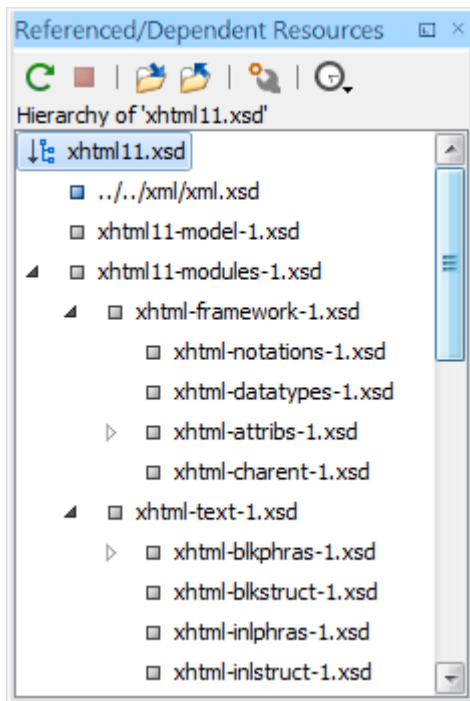 Referenced/Dependent Resources
Hierarchy of 'xhtml11.xsd'
xhtml11.xsd
../../xml/xml.xsd
xhtml11-model-1.xsd
xhtml11-modules-1.xsd
xhtml-framework-1.xsd
xhtml-notations-1.xsd
xhtml-datatypes-1.xsd
xhtml-attribs-1.xsd
xhtml-charent-1.xsd
xhtml-text-1.xsd
xhtml-blkphras-1.xsd
xhtml-blkstruct-1.xsd
xhtml-inlphras-1.xsd
xhtml-inlstruct-1.xsd